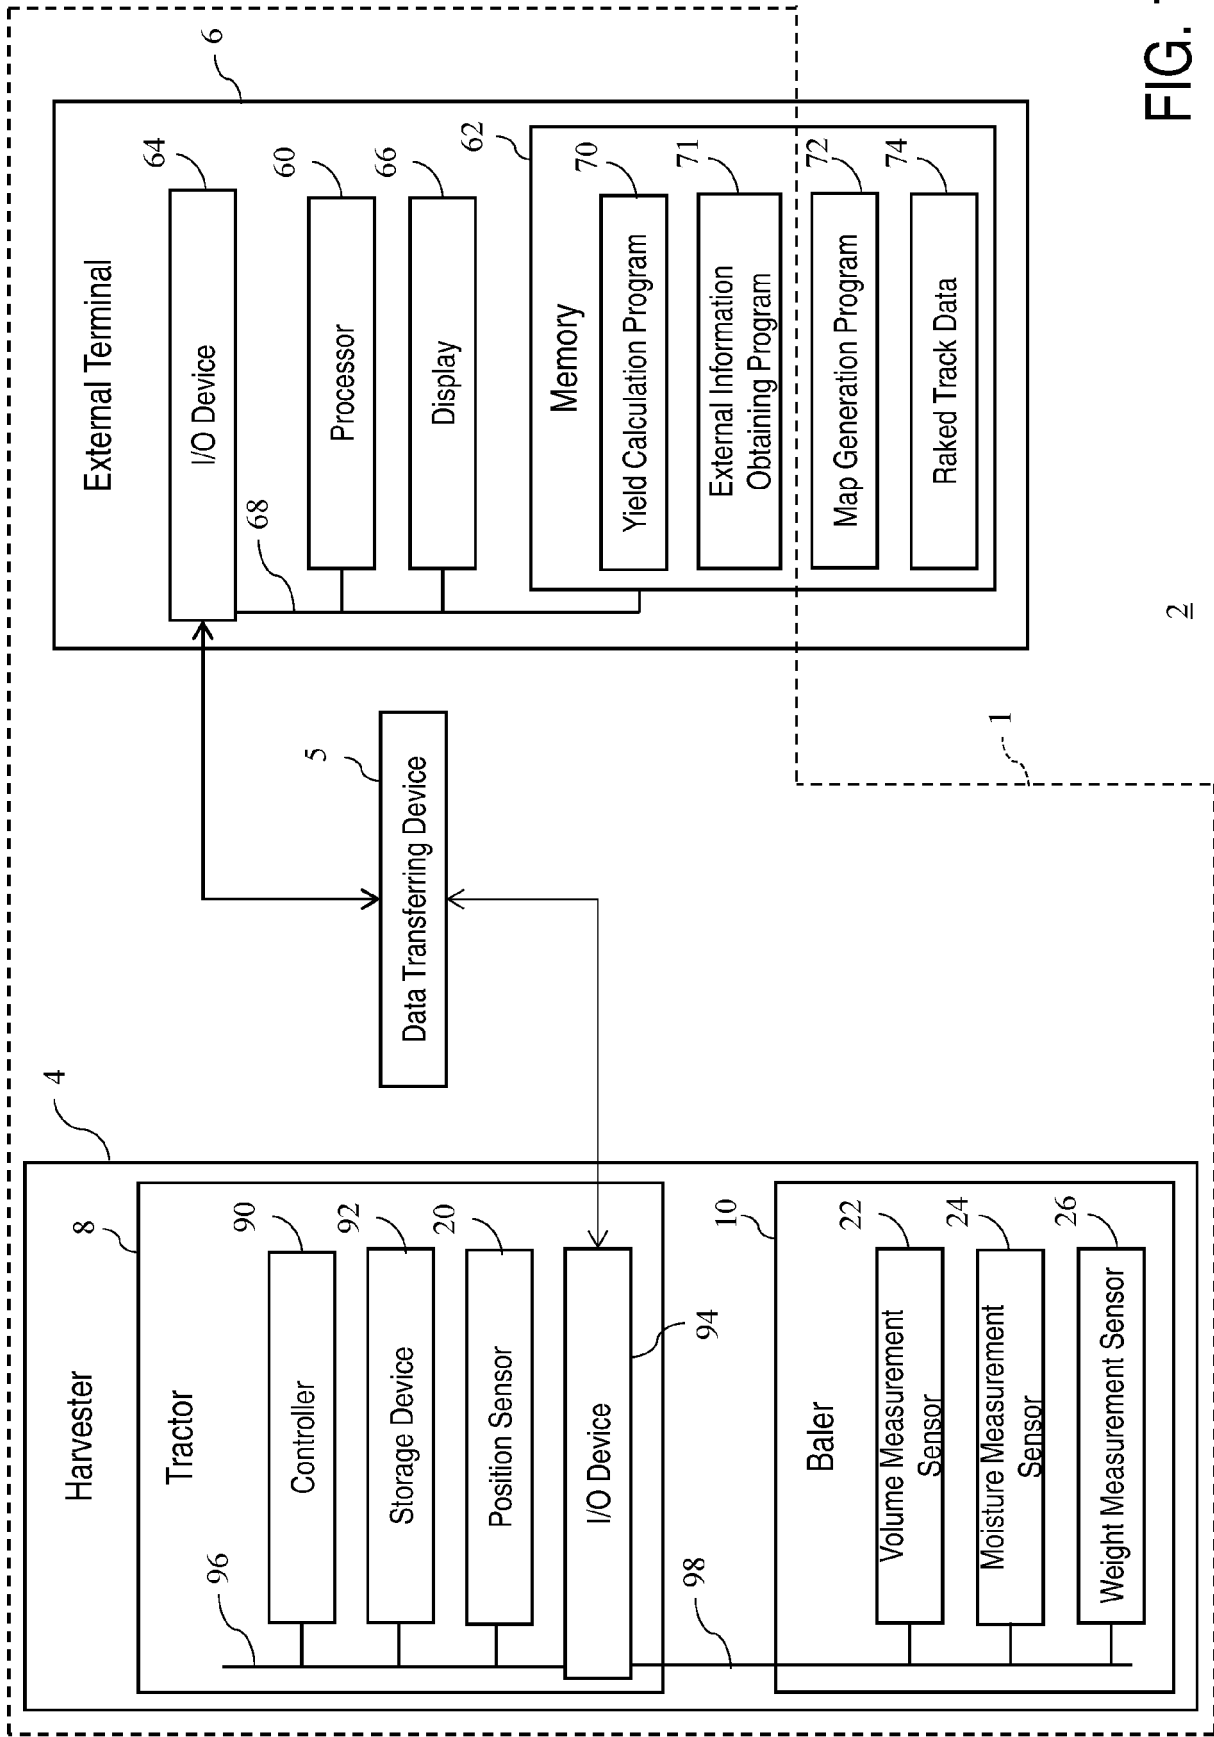 Harvester
4
Tractor
8
Controller
90
Storage Device
92
Position Sensor
20
I/O Device
94
96
98
Baler
10
Volume Measurement
Sensor
22
Moisture Measurement
Sensor
24
Weight Measurement Sensor
26
Data Transferring Device
5
External Terminal
6
I/O Device
64
68
Processor
60
Display
66
Memory
62
Yield Calculation Program
70
External Information
Obtaining Program
71
Map Generation Program
72
Raked Track Data
74
1
2
FIG.